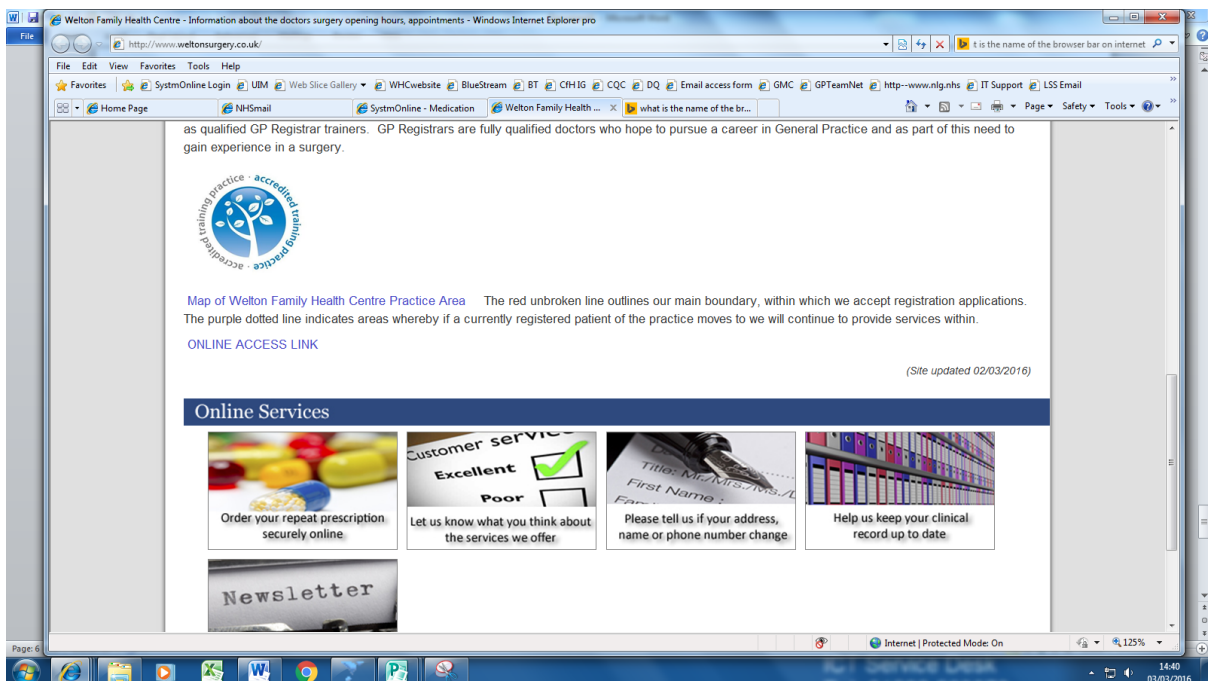 Welton Family Health Centre - Information about the doctors surgery opening hours, appointments - Windows Internet Explorer pro
File
http://www.weltonsurgery.co.uk/
t is the name of the browser bar on internet
File Edit View Favorites Tools Help
Favorites SystmOnline Login UIM Web Slice Gallery WHCwebsite BlueStream BT CfH IG CQC DQ Email access form GMC GPTeamNet http--www.nlg.nhs IT Support LSS Email
Home Page NHSmail SystmOnline - Medication Welton Family Health ... X what is the name of the br... Page Safety Tools
as qualified GP Registrar trainers. GP Registrars are fully qualified doctors who hope to pursue a career in General Practice and as part of this need to
gain experience in a surgery.
accredited training practice · accredited training practice ·
Map of Welton Family Health Centre Practice Area The red unbroken line outlines our main boundary, within which we accept registration applications.
The purple dotted line indicates areas whereby if a currently registered patient of the practice moves to we will continue to provide services within.
ONLINE ACCESS LINK
(Site updated 02/03/2016)
Online Services
Customer service
Excellent
Poor
Title: Mr./Mrs./Ms./D
First Name :
Order your repeat prescription
securely online
Let us know what you think about
the services we offer
Please tell us if your address,
name or phone number change
Help us keep your clinical
record up to date
Newsletter
Internet | Protected Mode: On
125%
Page: 6
ICT Service Desk
14:40
03/03/2016